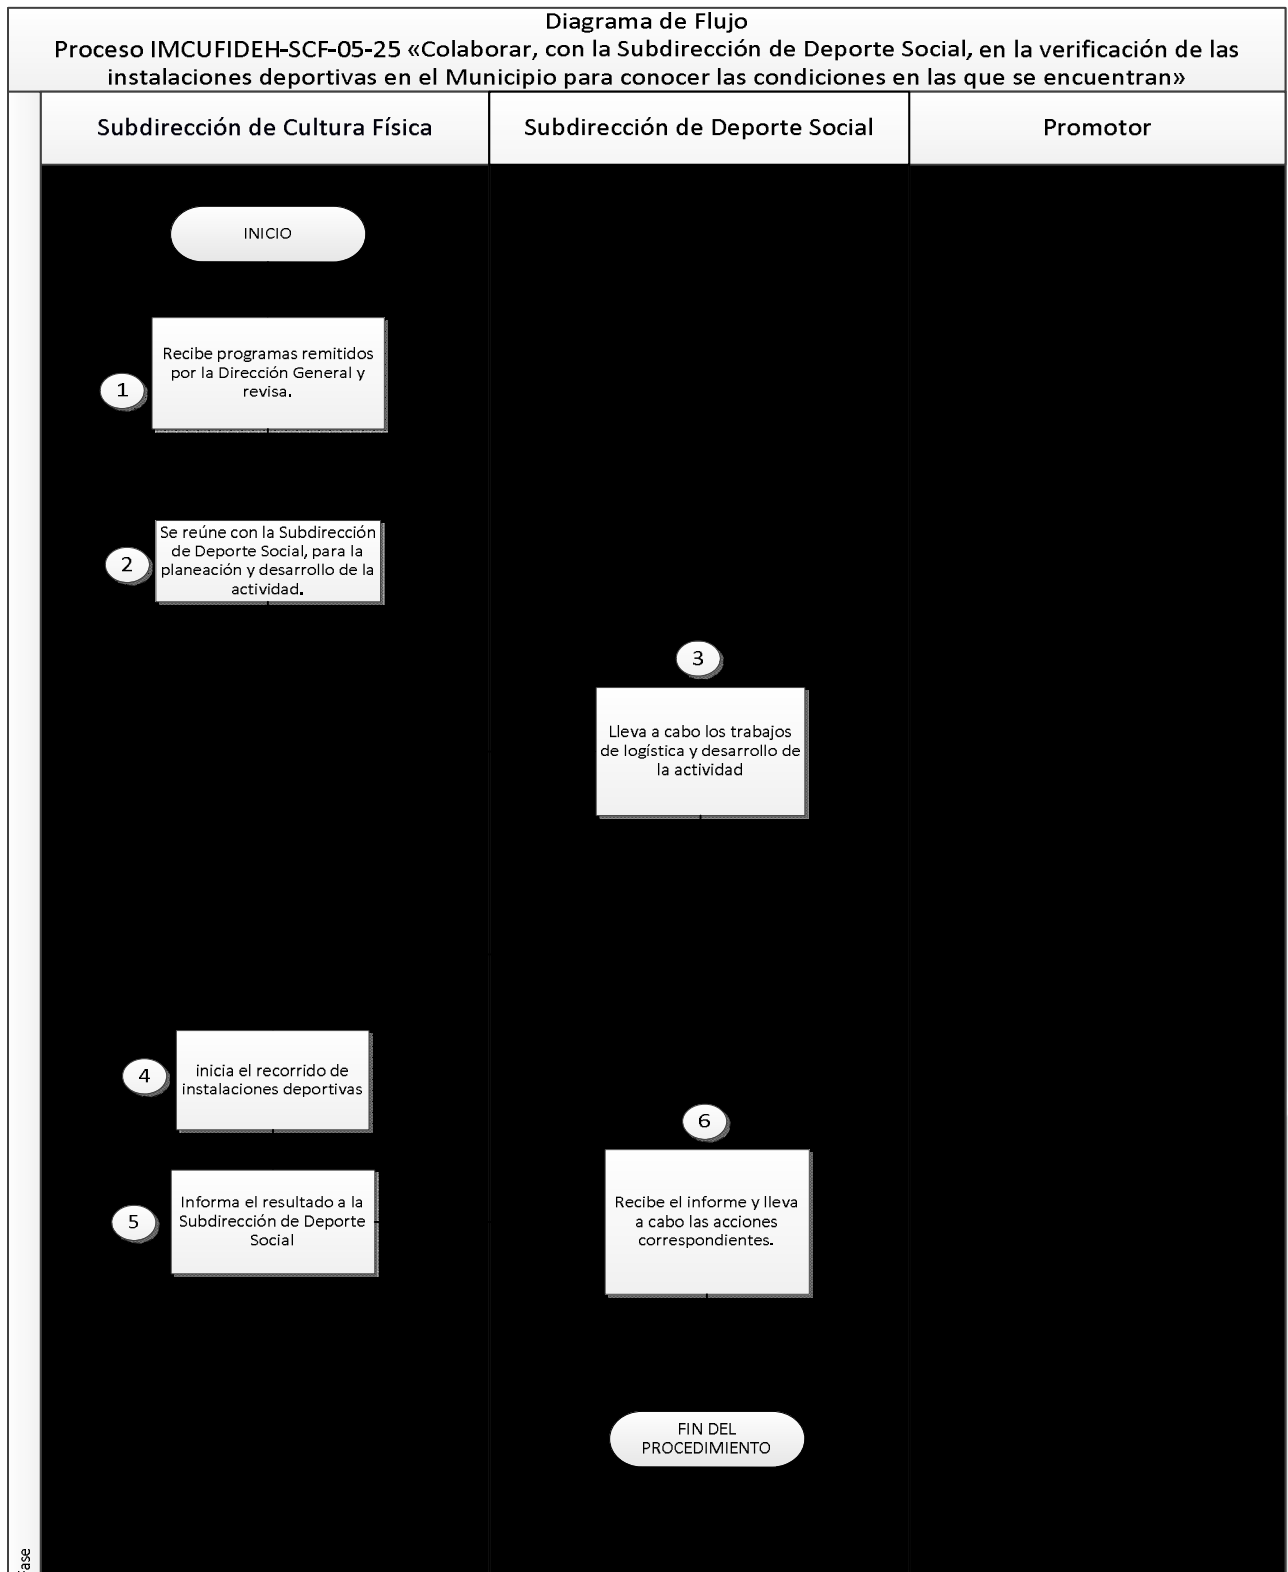 Diagrama de Flujo
Proceso IMCUFIDEH-SCF-05-25 «Colaborar, con la Subdirección de Deporte Social, en la verificación de las
instalaciones deportivas en el Municipio para conocer las condiciones en las que se encuentran»
Subdirección de Cultura Física
Subdirección de Deporte Social
Promotor
INICIO
1
Recibe programas remitidos
por la Dirección General y
revisa.
2
Se reúne con la Subdirección
de Deporte Social, para la
planeación y desarrollo de la
actividad.
3
Lleva a cabo los trabajos
de logística y desarrollo de
la actividad
4
inicia el recorrido de
instalaciones deportivas
5
Informa el resultado a la
Subdirección de Deporte
Social
6
Recibe el informe y lleva
a cabo las acciones
correspondientes.
FIN DEL
PROCEDIMIENTO